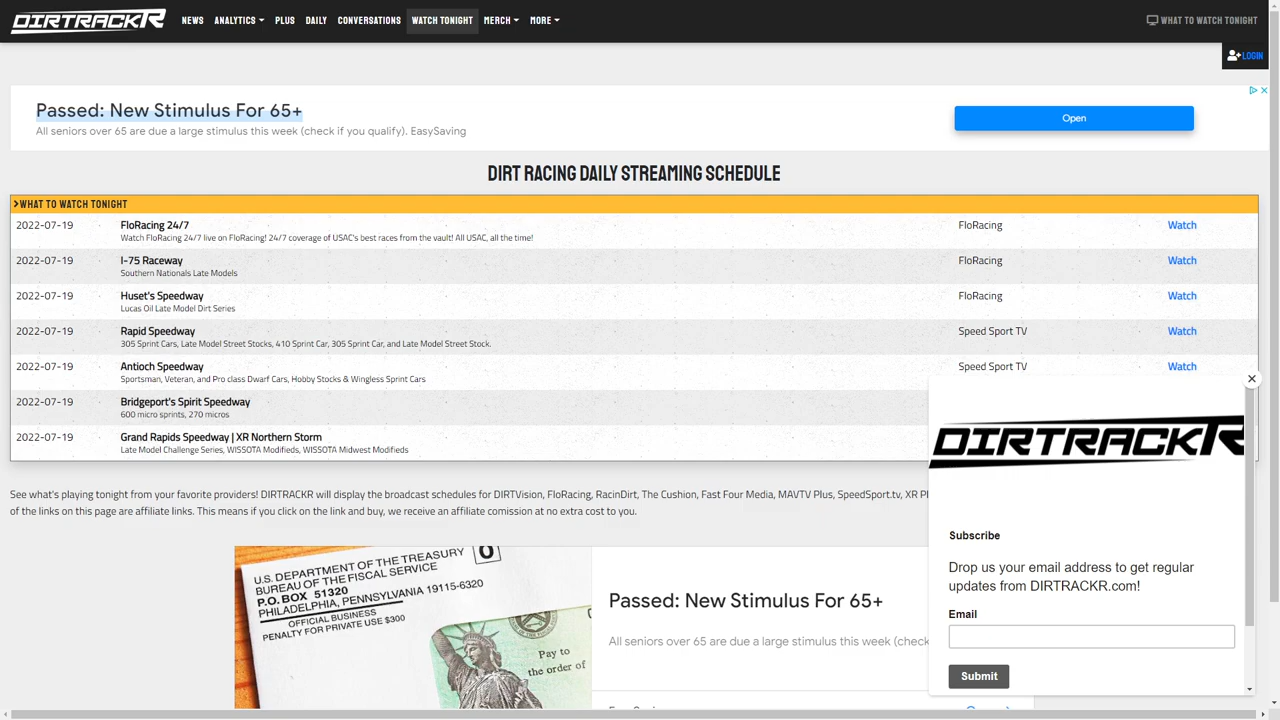 DIRTRACKR
NEWS
ANALYTICS
PLUS
DAILY
CONVERSATIONS
WATCH TONIGHT
MERCH
MORE
WHAT TO WATCH TONIGHT
LOGIN
Passed: New Stimulus For 65+
All seniors over 65 are due a large stimulus this week (check if you qualify). EasySaving
Open
DIRT RACING DAILY STREAMING SCHEDULE
WHAT TO WATCH TONIGHT
2022-07-19 FloRacing 24/7 FloRacing Watch
Watch FloRacing 24/7 live on FloRacing! 24/7 coverage of USAC's best races from the vault! All USAC, all the time!
2022-07-19 I-75 Raceway FloRacing Watch
Southern Nationals Late Models
2022-07-19 Huset's Speedway FloRacing Watch
Lucas Oil Late Model Dirt Series
2022-07-19 Rapid Speedway Speed Sport TV Watch
305 Sprint Cars, Late Model Street Stocks, 410 Sprint Car, 305 Sprint Car, and Late Model Street Stock.
2022-07-19 Antioch Speedway Speed Sport TV Watch
Sportsman, Veteran, and Pro class Dwarf Cars, Hobby Stocks & Wingless Sprint Cars
2022-07-19 Bridgeport's Spirit Speedway
600 micro sprints, 270 micros
2022-07-19 Grand Rapids Speedway | XR Northern Storm
Late Model Challenge Series, WISSOTA Modifieds, WISSOTA Midwest Modifieds
See what's playing tonight from your favorite providers! DIRTRACKR will display the broadcast schedules for DIRTVision, FloRacing, RacinDirt, The Cushion, Fast Four Media, MAVTV Plus, SpeedSport.tv, XR Pl
of the links on this page are affiliate links. This means if you click on the link and buy, we receive an affiliate comission at no extra cost to you.
U.S. DEPARTMENT OF THE TREASURY
BUREAU OF THE FISCAL SERVICE
P.O. BOX 51320
PHILADELPHIA, PENNSYLVANIA 19115-6320
OFFICIAL BUSINESS
PENALTY FOR PRIVATE USE $300
Pay to
the order of
Passed: New Stimulus For 65+
All seniors over 65 are due a large stimulus this week (check
DIRTRACKR
Subscribe
Drop us your email address to get regular
updates from DIRTRACKR.com!
Email
Submit